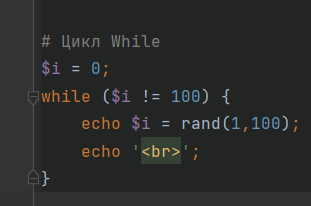 # Цикл While
$i = 0;
while ($i != 100) {
    echo $i = rand(1,100);
    echo '<br>';
}